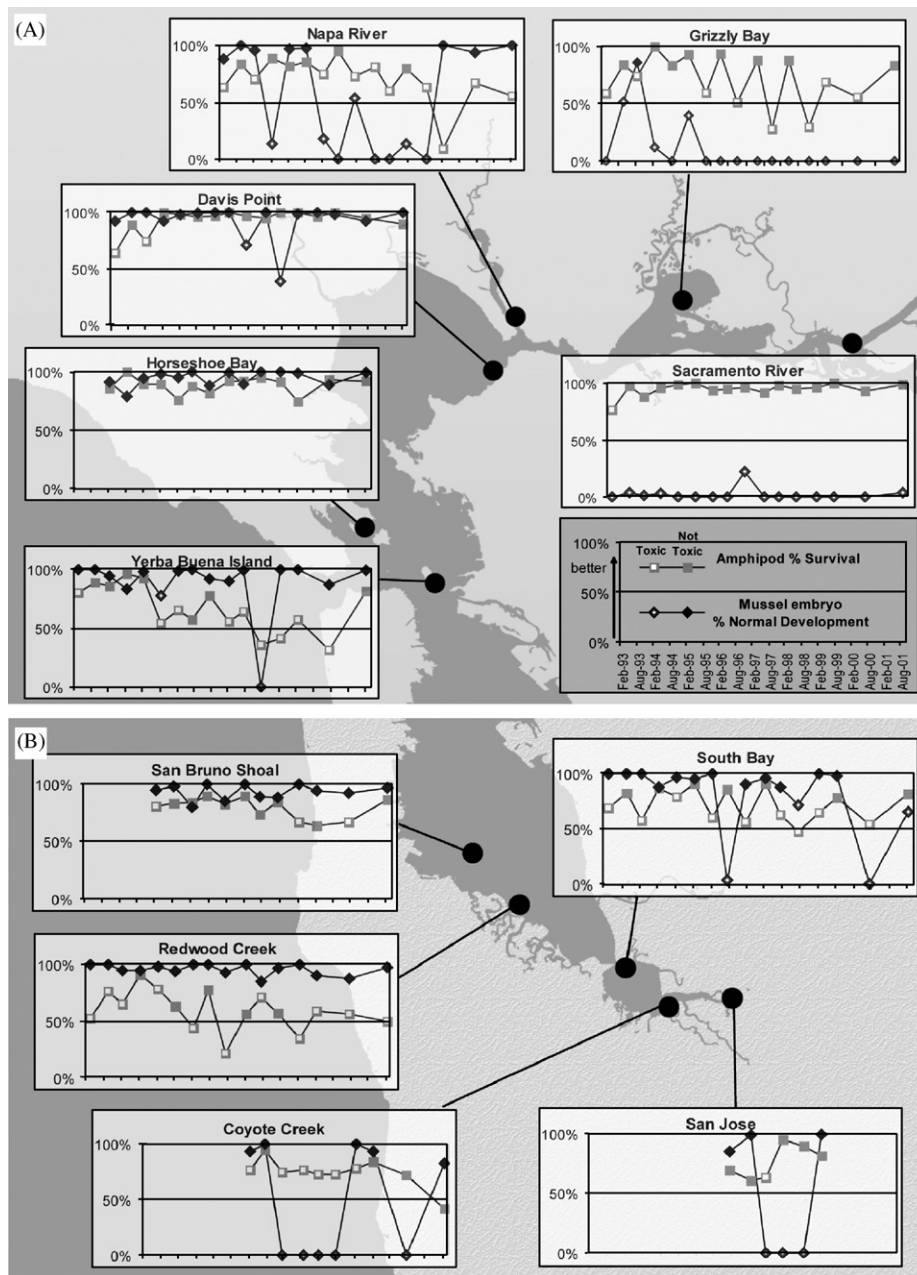 (A)
Napa River
100%
50%
0%
Grizzly Bay
100%
50%
0%
Davis Point
100%
50%
0%
Horseshoe Bay
100%
50%
0%
Sacramento River
100%
50%
0%
Yerba Buena Island
100%
50%
0%
100%
better
50%
0%
Toxic
Not
Toxic
Amphipod % Survival
Mussel embryo
% Normal Development
Feb-93
Aug-93
Feb-94
Aug-94
Feb-95
Aug-95
Feb-96
Aug-96
Feb-97
Aug-97
Feb-98
Aug-98
Feb-99
Aug-99
Feb-00
Aug-00
Feb-01
Aug-01
(B)
San Bruno Shoal
100%
50%
0%
South Bay
100%
50%
0%
Redwood Creek
100%
50%
0%
Coyote Creek
100%
50%
0%
San Jose
100%
50%
0%